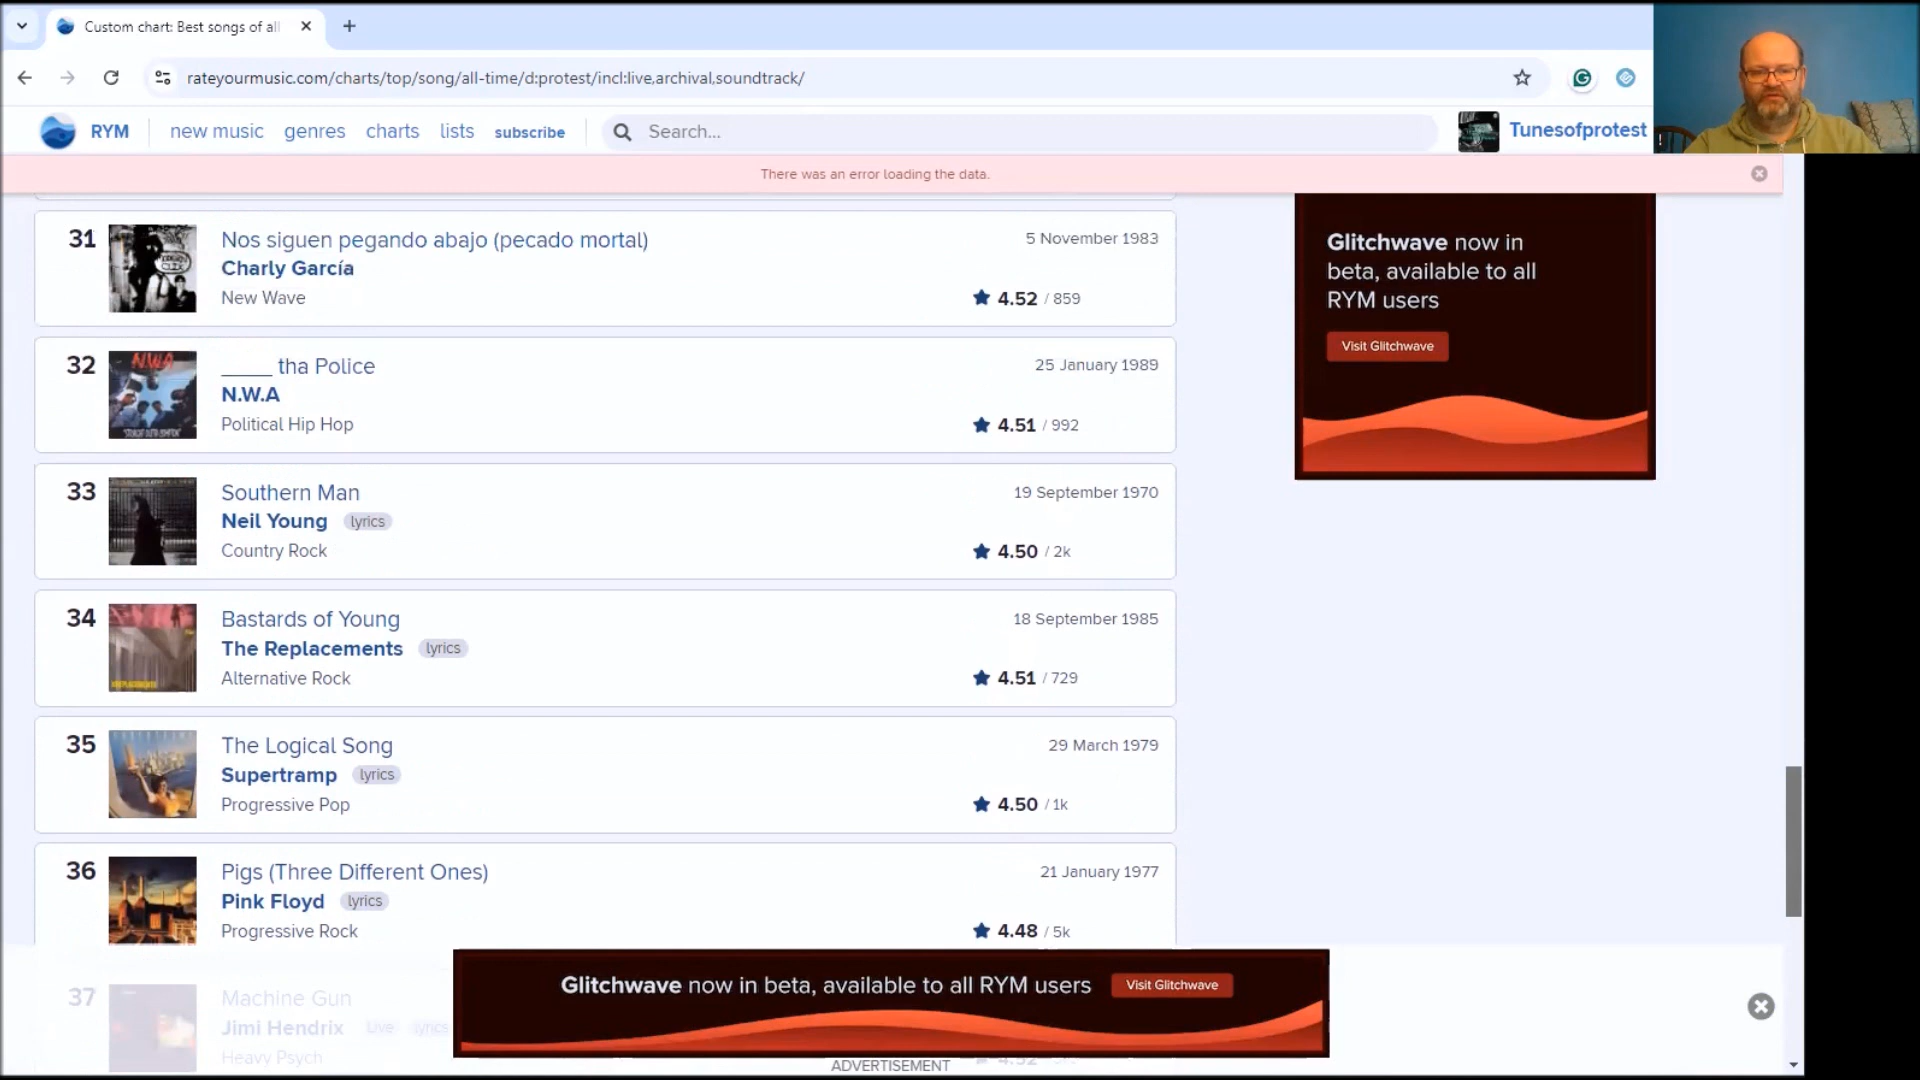 Custom chart: Best songs of all
rateyourmusic.com/charts/top/song/all-time/d:protest/incl:live,archival,soundtrack/
RYM new music genres charts lists subscribe Search... Tunesofprotest
There was an error loading the data.
31 Nos siguen pegando abajo (pecado mortal) 5 November 1983
Charly García
New Wave 4.52 / 859
32 _____ tha Police 25 January 1989
N.W.A
Political Hip Hop 4.51 / 992
33 Southern Man 19 September 1970
Neil Young lyrics
Country Rock 4.50 / 2k
34 Bastards of Young 18 September 1985
The Replacements lyrics
Alternative Rock 4.51 / 729
35 The Logical Song 29 March 1979
Supertramp lyrics
Progressive Pop 4.50 / 1k
36 Pigs (Three Different Ones) 21 January 1977
Pink Floyd lyrics
Progressive Rock 4.48 / 5k
37 Machine Gun
Jimi Hendrix Live lyrics
Heavy Psych 4.52
Glitchwave now in
beta, available to all
RYM users
Visit Glitchwave
Glitchwave now in beta, available to all RYM users Visit Glitchwave
ADVERTISEMENT